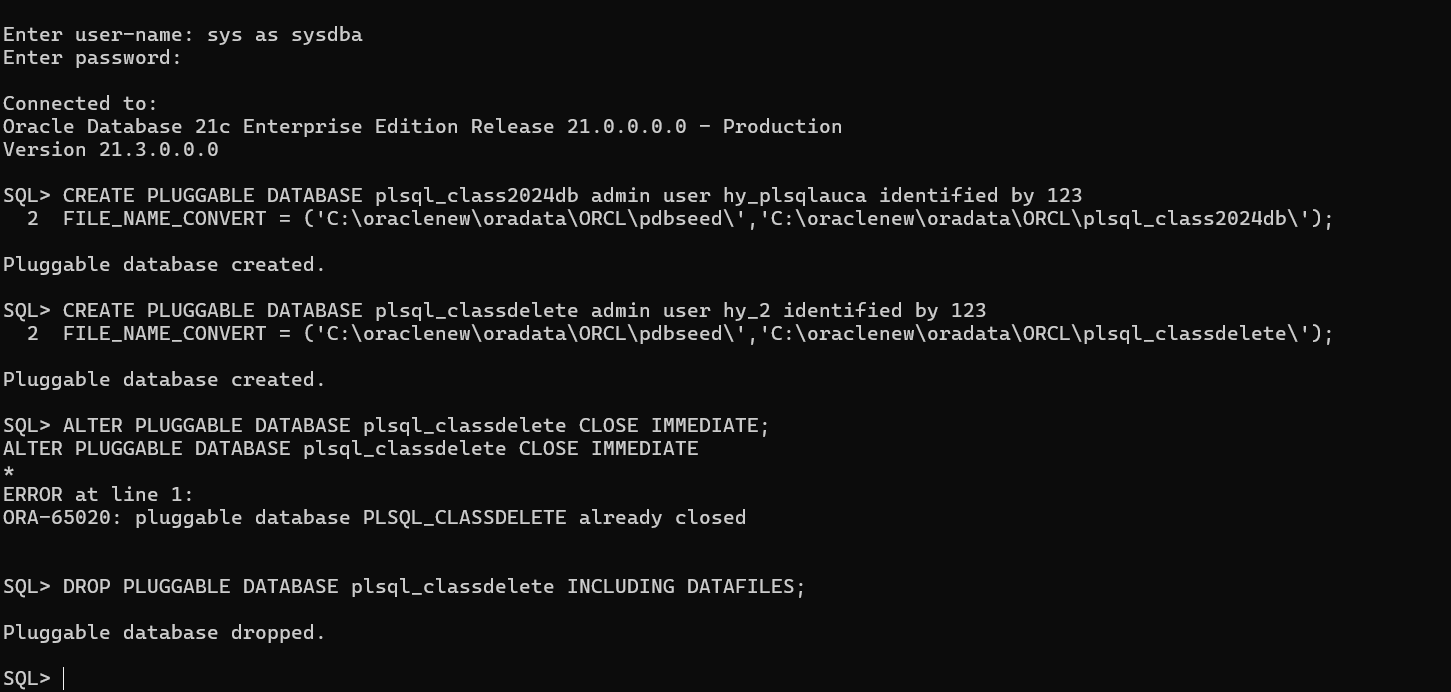 Enter user-name: sys as sysdba
Enter password:
Connected to:
Oracle Database 21c Enterprise Edition Release 21.0.0.0.0 - Production
Version 21.3.0.0.0
SQL> CREATE PLUGGABLE DATABASE plsql_class2024db admin user hy_plsqlauca identified by 123
  2  FILE_NAME_CONVERT = ('C:\oraclenew\oradata\ORCL\pdbseed\','C:\oraclenew\oradata\ORCL\plsql_class2024db\');
Pluggable database created.
SQL> CREATE PLUGGABLE DATABASE plsql_classdelete admin user hy_2 identified by 123
  2  FILE_NAME_CONVERT = ('C:\oraclenew\oradata\ORCL\pdbseed\','C:\oraclenew\oradata\ORCL\plsql_classdelete\');
Pluggable database created.
SQL> ALTER PLUGGABLE DATABASE plsql_classdelete CLOSE IMMEDIATE;
ALTER PLUGGABLE DATABASE plsql_classdelete CLOSE IMMEDIATE
*
ERROR at line 1:
ORA-65020: pluggable database PLSQL_CLASSDELETE already closed
SQL> DROP PLUGGABLE DATABASE plsql_classdelete INCLUDING DATAFILES;
Pluggable database dropped.
SQL>